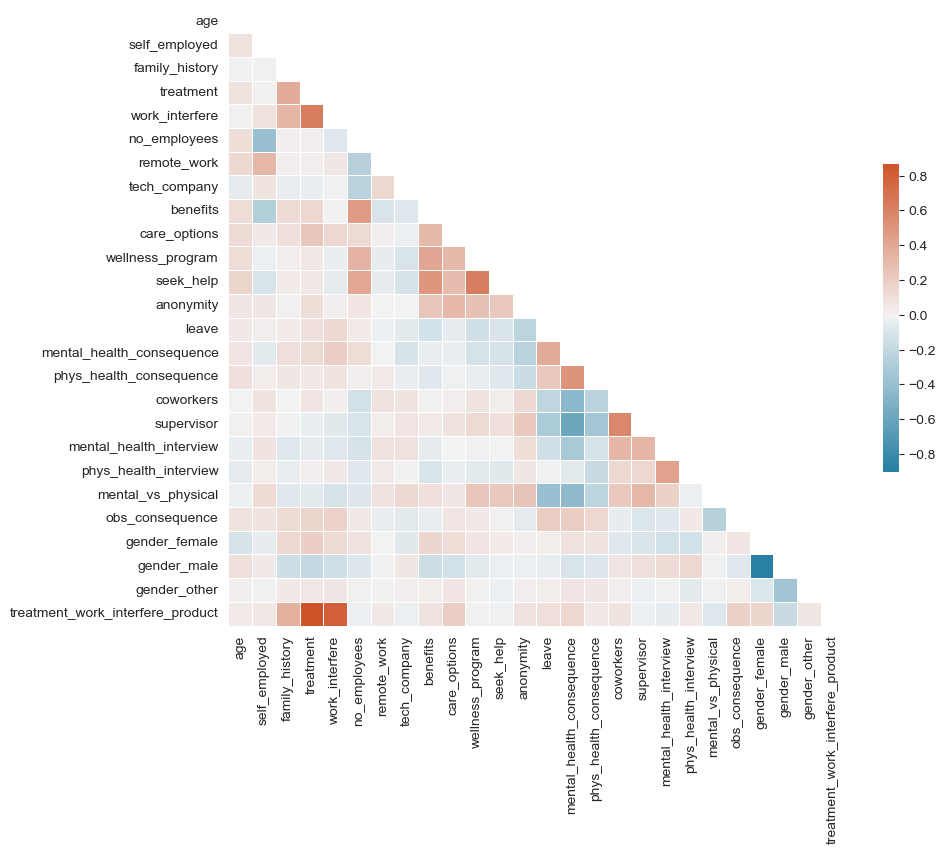 age
self_employed
family_history
treatment
work_interfere
no_employees
remote_work
tech_company
benefits
care_options
wellness_program
seek_help
anonymity
leave
mental_health_consequence
phys_health_consequence
coworkers
supervisor
mental_health_interview
phys_health_interview
mental_vs_physical
obs_consequence
gender_female
gender_male
gender_other
treatment_work_interfere_product
age
self_employed
family_history
treatment
work_interfere
no_employees
remote_work
tech_company
benefits
care_options
wellness_program
seek_help
anonymity
leave
mental_health_consequence
phys_health_consequence
coworkers
supervisor
mental_health_interview
phys_health_interview
mental_vs_physical
obs_consequence
gender_female
gender_male
gender_other
treatment_work_interfere_product
0.8
0.6
0.4
0.2
0.0
−0.2
−0.4
−0.6
−0.8